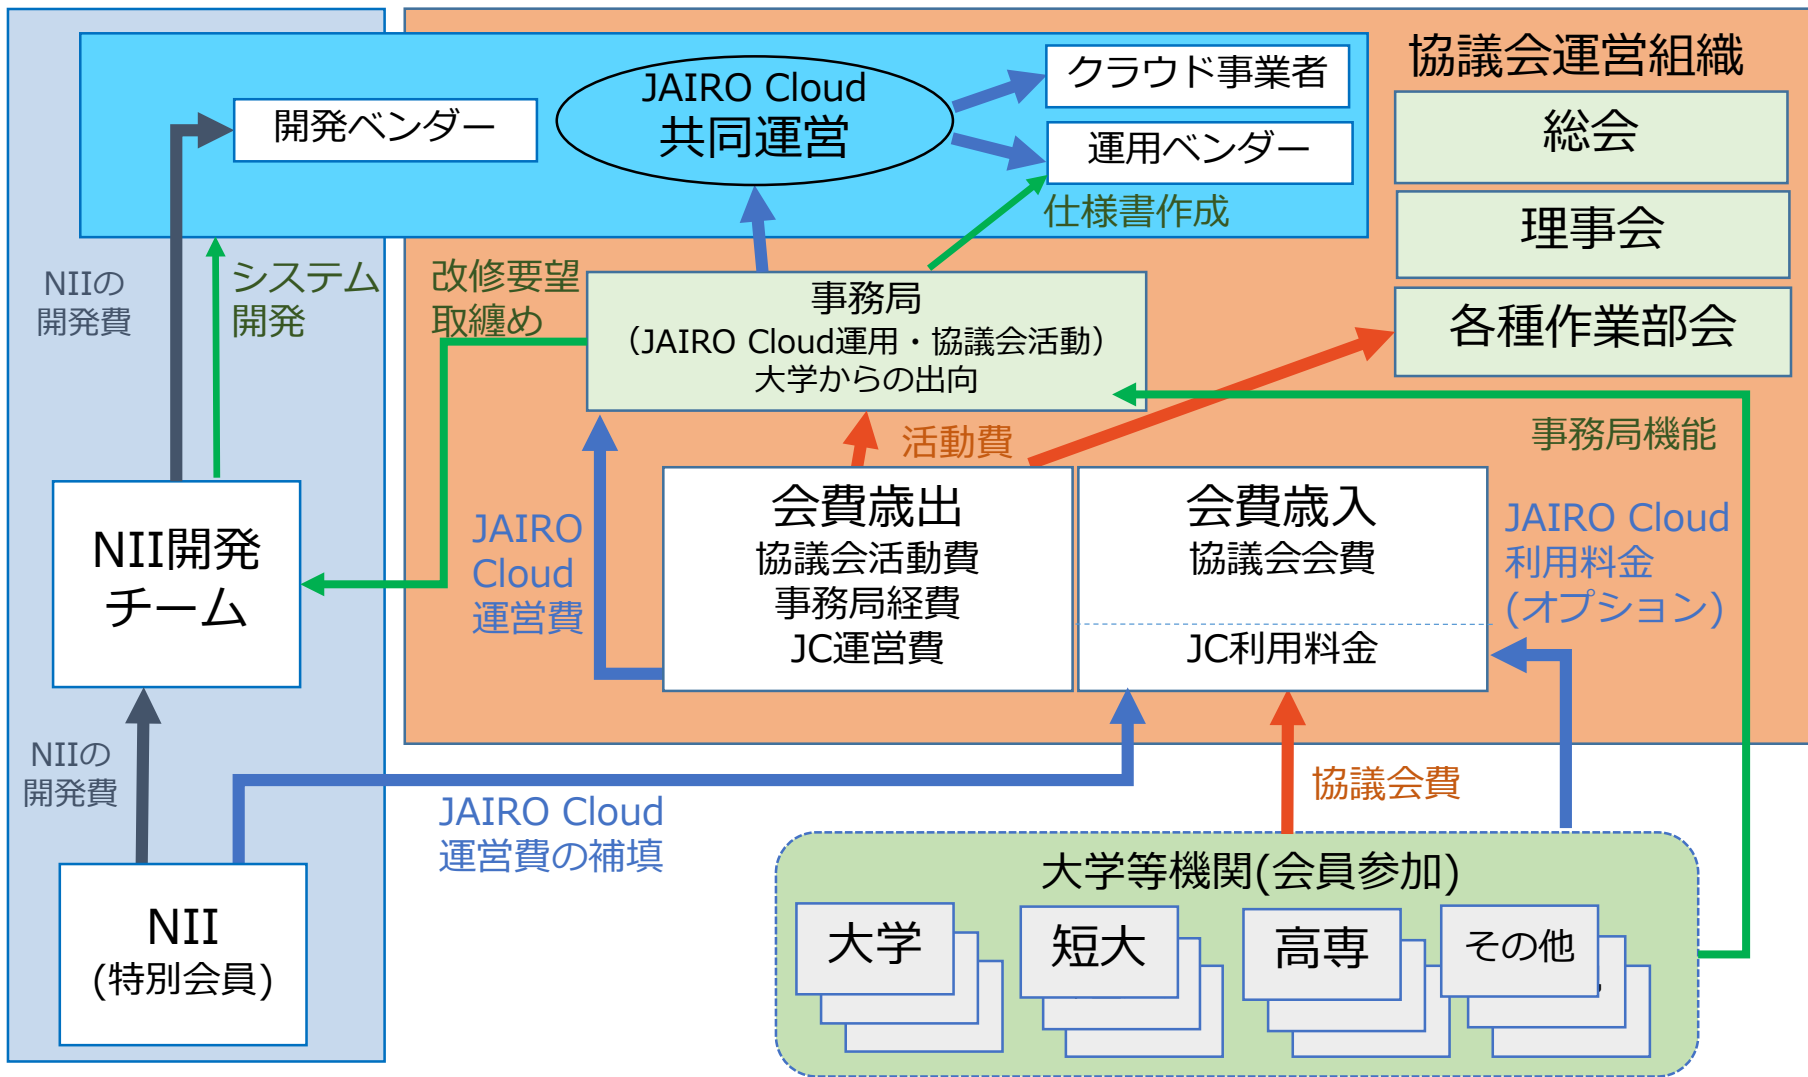 協議会運営組織
総会
理事会
各種作業部会
JAIRO Cloud
共同運営
クラウド事業者
運用ベンダー
開発ベンダー
仕様書作成
NIIの
開発費
システム
開発
改修要望
取纏め
事務局
（JAIRO Cloud運用・協議会活動）
大学からの出向
活動費
事務局機能
NII開発
チーム
JAIRO
Cloud
運営費
会費歳出
協議会活動費
事務局経費
JC運営費
会費歳入
協議会会費
JC利用料金
JAIRO Cloud
利用料金
(オプション)
NIIの
開発費
JAIRO Cloud
運営費の補填
協議会費
NII
(特別会員)
大学等機関(会員参加)
大学
短大
高専
その他